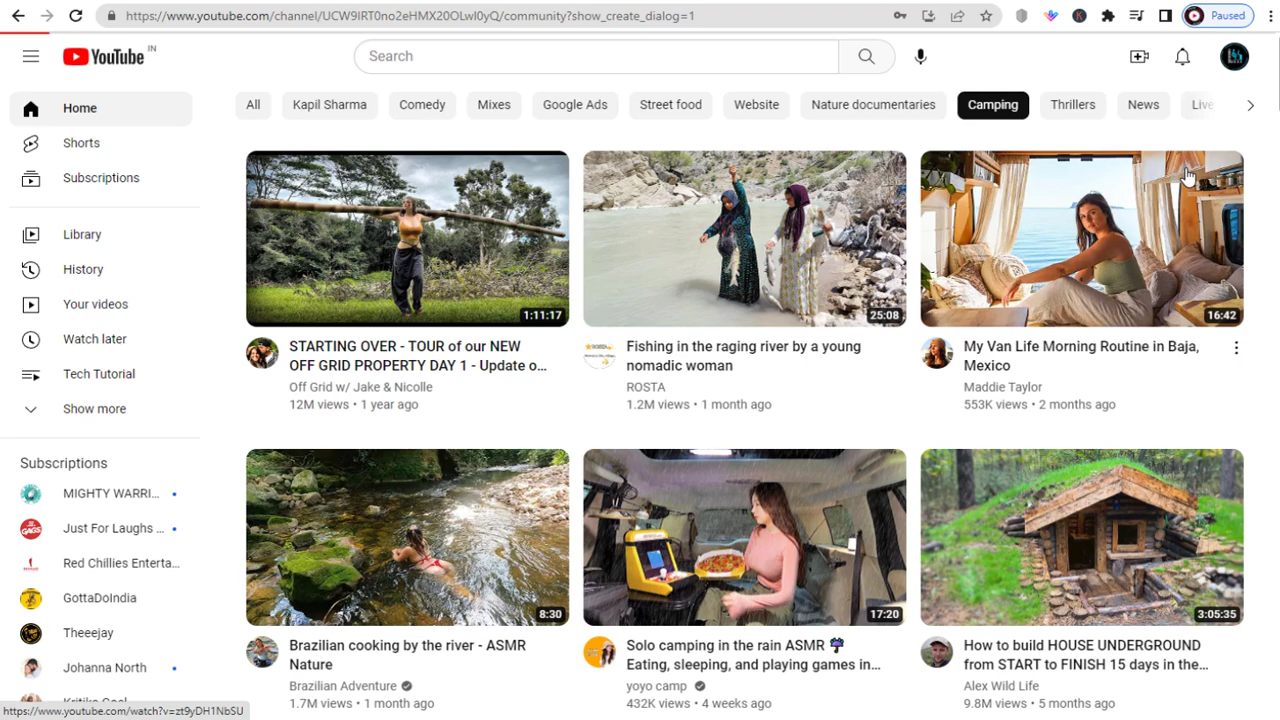 https://www.youtube.com/channel/UCW9IRT0no2eHMX20OLwI0yQ/community?show_create_dialog=1
Paused
YouTube IN
Search
All
Kapil Sharma
Comedy
Mixes
Google Ads
Street food
Website
Nature documentaries
Camping
Thrillers
News
Live
Home
Shorts
Subscriptions
Library
History
Your videos
Watch later
Tech Tutorial
Show more
Subscriptions
MIGHTY WARRI...
Just For Laughs ...
Red Chillies Enterta...
GottaDoIndia
Theeejay
Johanna North
1:11:17
25:08
16:42
STARTING OVER - TOUR of our NEW
OFF GRID PROPERTY DAY 1 - Update o...
Off Grid w/ Jake & Nicolle
12M views • 1 year ago
Fishing in the raging river by a young
nomadic woman
ROSTA
1.2M views • 1 month ago
My Van Life Morning Routine in Baja,
Mexico
Maddie Taylor
553K views • 2 months ago
8:30
17:20
3:05:35
Brazilian cooking by the river - ASMR
Nature
Brazilian Adventure
1.7M views • 1 month ago
Solo camping in the rain ASMR ☔
Eating, sleeping, and playing games in...
yoyo camp
432K views • 4 weeks ago
How to build HOUSE UNDERGROUND
from START to FINISH 15 days in the...
Alex Wild Life
9.8M views • 5 months ago
https://www.youtube.com/watch?v=zt9yDH1NbSU